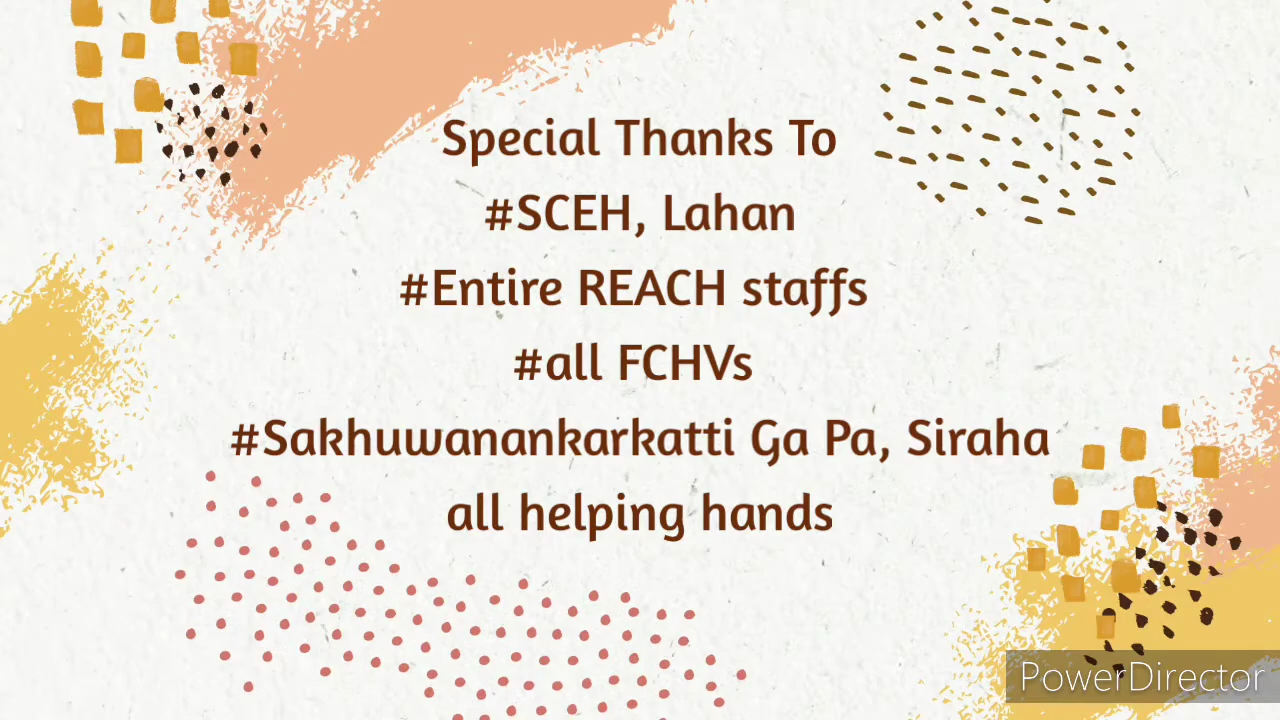 Special Thanks To
#SCEH, Lahan
#Entire REACH staffs
#all FCHVs
#Sakhuwanankarkatti Ga Pa, Siraha
all helping hands
PowerDirector